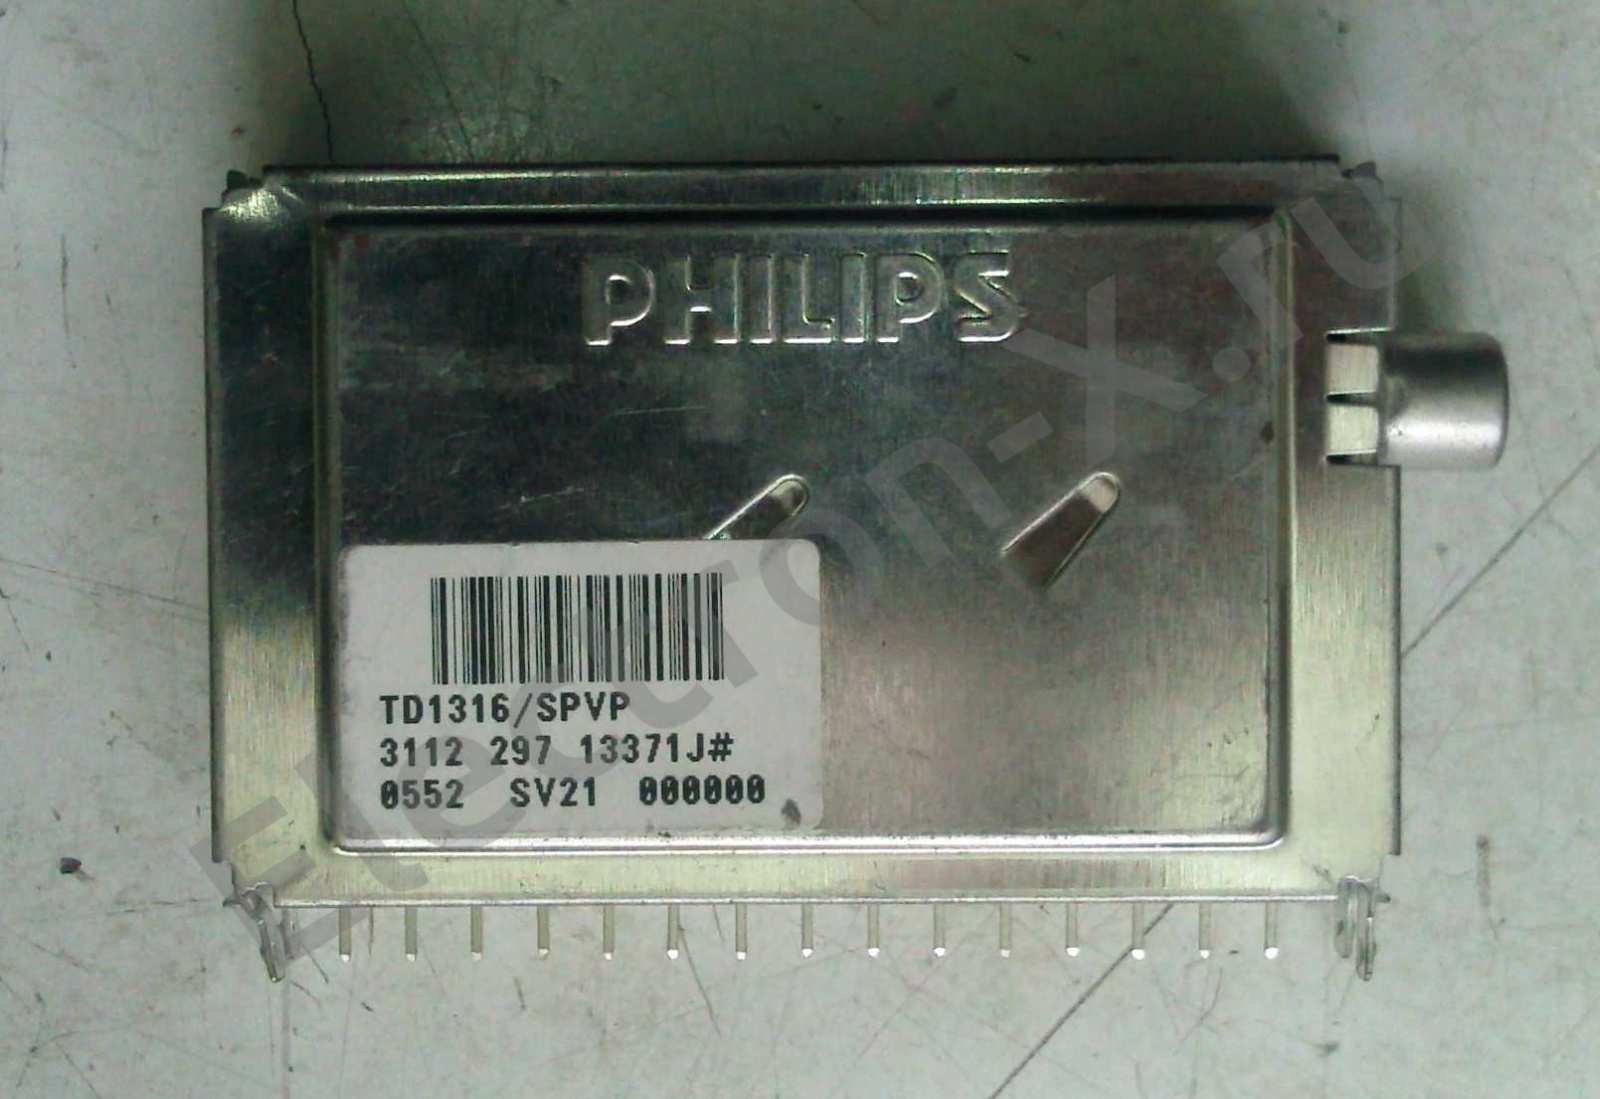 PHILIPS
TD1316/SPVP
3112 297 13371J#
0552 SV21 000000
Electron-x.ru